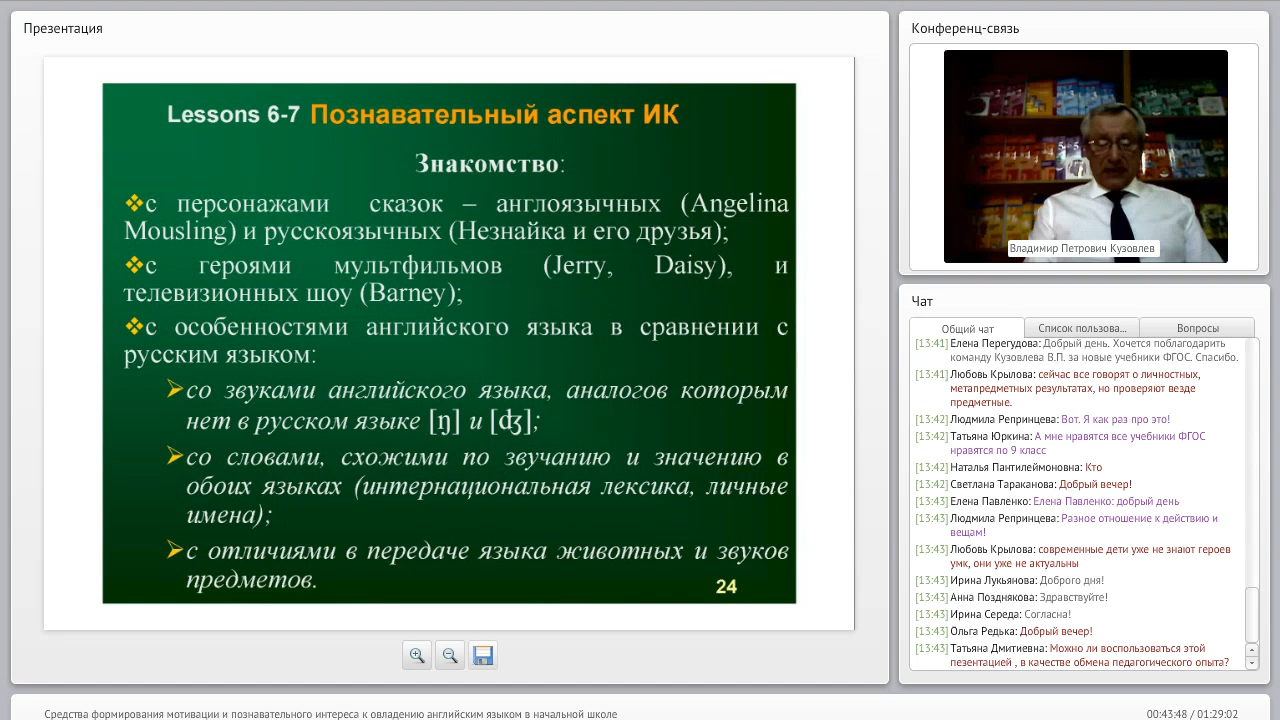 Презентация
Lessons 6-7 Познавательный аспект ИК
Знакомство:
❖с персонажами сказок – англоязычных (Angelina
Mousling) и русскоязычных (Незнайка и его друзья);
❖с героями мультфильмов (Jerry, Daisy), и
телевизионных шоу (Barney);
❖с особенностями английского языка в сравнении с
русским языком:
➢со звуками английского языка, аналогов которым
нет в русском языке [ŋ] и [ʤ];
➢со словами, схожими по звучанию и значению в
обоих языках (интернациональная лексика, личные
имена);
➢с отличиями в передаче языка животных и звуков
предметов.
24
Конференц-связь
Владимир Петрович Кузовлев
Чат
Общий чат
Список пользова...
Вопросы
[13:41] Елена Перегудова: Добрый день. Хочется поблагодарить
команду Кузовлева В.П. за новые учебники ФГОС. Спасибо.
[13:41] Любовь Крылова: сейчас все говорят о личностных,
метапредметных результатах, но проверяют везде
предметные.
[13:42] Людмила Репринцева: Вот. Я как раз про это!
[13:42] Татьяна Юркина: А мне нравятся все учебники ФГОС
нравятся по 9 класс
[13:42] Наталья Пантилеймоновна: Кто
[13:42] Светлана Тараканова: Добрый вечер!
[13:43] Елена Павленко: Елена Павленко: добрый день
[13:43] Людмила Репринцева: Разное отношение к действию и
вещам!
[13:43] Любовь Крылова: современные дети уже не знают героев
умк, они уже не актуальны
[13:43] Ирина Лукьянова: Доброго дня!
[13:43] Анна Позднякова: Здравствуйте!
[13:43] Ирина Середа: Согласна!
[13:43] Ольга Редька: Добрый вечер!
[13:43] Татьяна Дмитиевна: Можно ли воспользоваться этой
пезентацией , в качестве обмена педагогического опыта?
Средства формирования мотивации и познавательного интереса к овладению английским языком в начальной школе
00:43:48 / 01:29:02